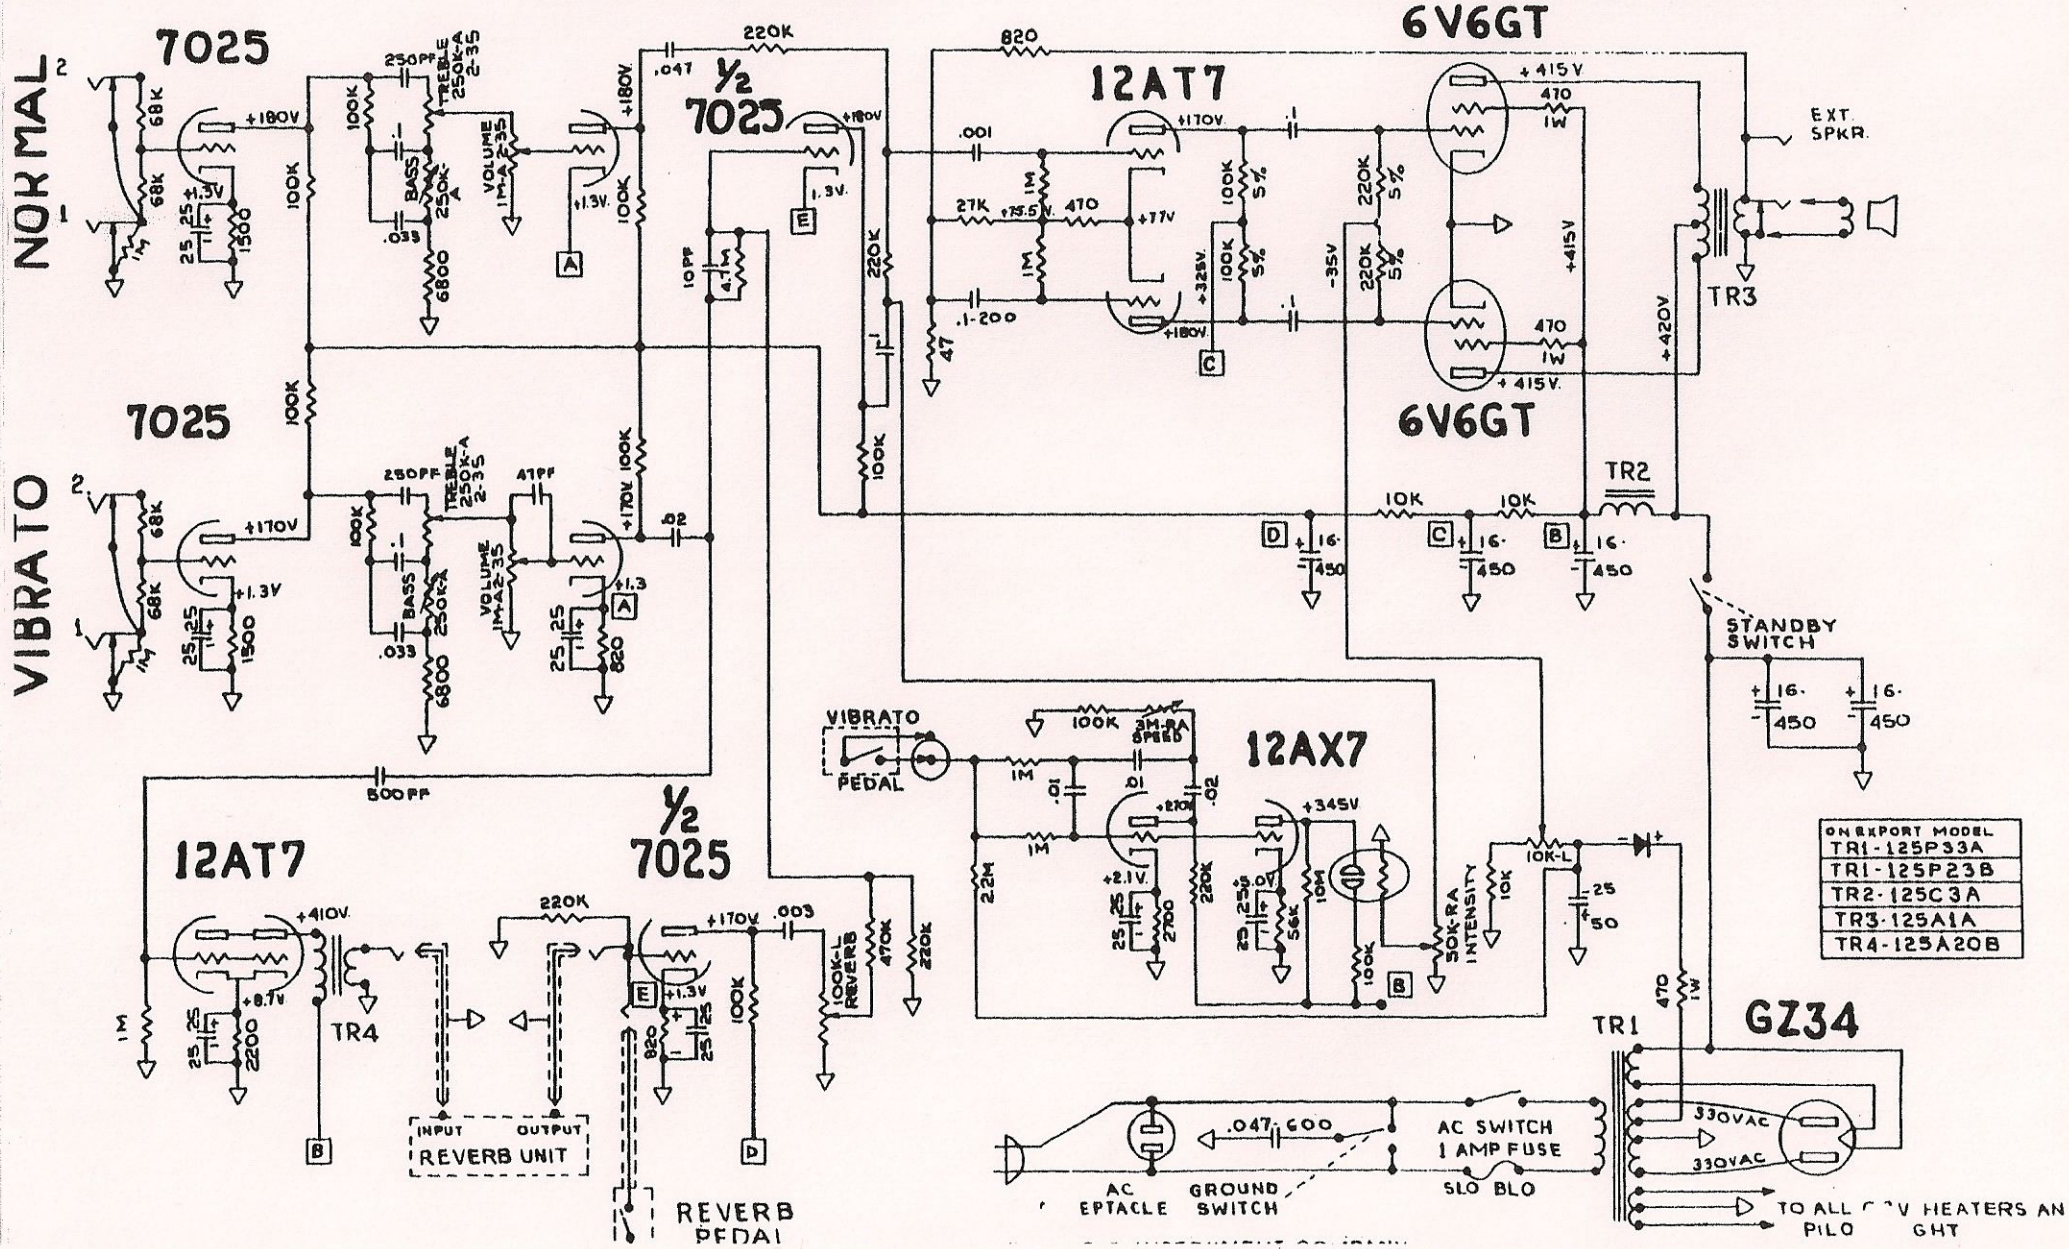 NORMAL
2
1
7025
68K
68K
1M
+180V
25 25
±1.3V
1500
100K
100K
250PF
TREBLE
250K-A
2-35
.1
BASS
250K-A
.033
6800
VOLUME
1M-A2-35
+180V
+1.3V.
A
100K
.047
220K
½
7025
+180V
1.3V.
E
10PF
4.7M
220K
.1
100K
820
12AT7
.001
1M
27K
+75.5V.
470
+77V
1M
.1-200
47
+170V
+180V.
100K
5%
100K
5%
+325V.
C
.1
.1
220K
5%
220K
5%
-35V
6V6GT
+415V
470
1W
+415V
470
1W
+415V.
6V6GT
+420V
EXT.
SPKR.
TR3
VIBRATO
2.
1
7025
68K
68K
1M
+170V
+1.3V
25 25
1500
100K
100K
250PF
TREBLE
250K-A
2-35
.1
BASS
250K-A
.033
6800
47PF
VOLUME
1M-A2-35
+170V
100K
.02
+1.3
A
25 25
820
500PF
TR2
10K
10K
D
16-
450
C
16-
450
B
16-
450
STANDBY
SWITCH
16-
450
16-
450
VIBRATO
PEDAL
100K
3M-RA
SPEED
1M
.01
.01
.02
1M
2.2M
12AX7
+270V
+345V
+2.1V.
25 25
2700
220K
56K
10M
100K
B
50K-RA
INTENSITY
10K
10K-L
- +
25
50
470
1W
ON EXPORT MODEL
TR1-125P33A
TR1-125P23B
TR2-125C3A
TR3-125A1A
TR4-125A20B
12AT7
+410V.
1M
+8.7V
25 25
2200
TR4
B
INPUT OUTPUT
REVERB UNIT
220K
½
7025
+170V
E
+1.3V
820
25 25
.003
100K
D
100K-L
REVERB
470K
220K
REVERB
PEDAL
AC
EPTACLE
.047-600
GROUND
SWITCH
AC SWITCH
1 AMP FUSE
SLO BLO
TR1
GZ34
330VAC
330VAC
TO ALL V HEATERS AN
PILO GHT